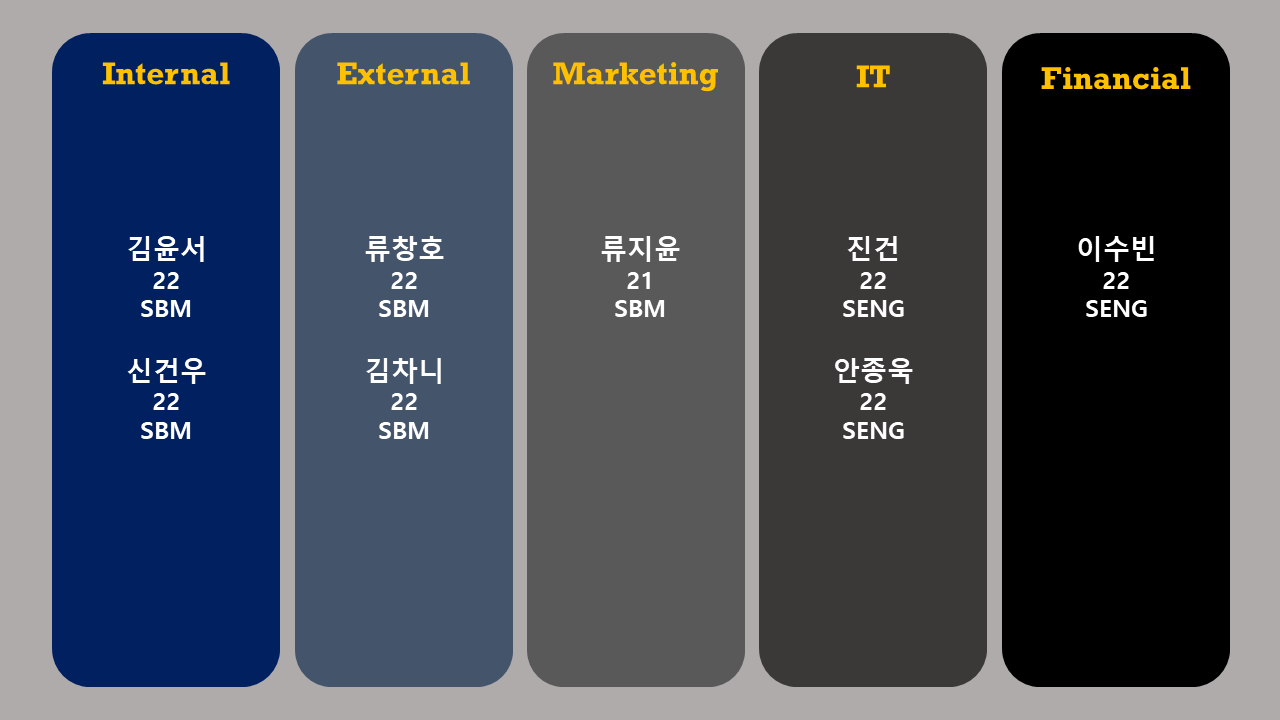 Internal
김윤서
22
SBM
신건우
22
SBM
External
류창호
22
SBM
김차니
22
SBM
Marketing
류지윤
21
SBM
IT
진건
22
SENG
안종욱
22
SENG
Financial
이수빈
22
SENG